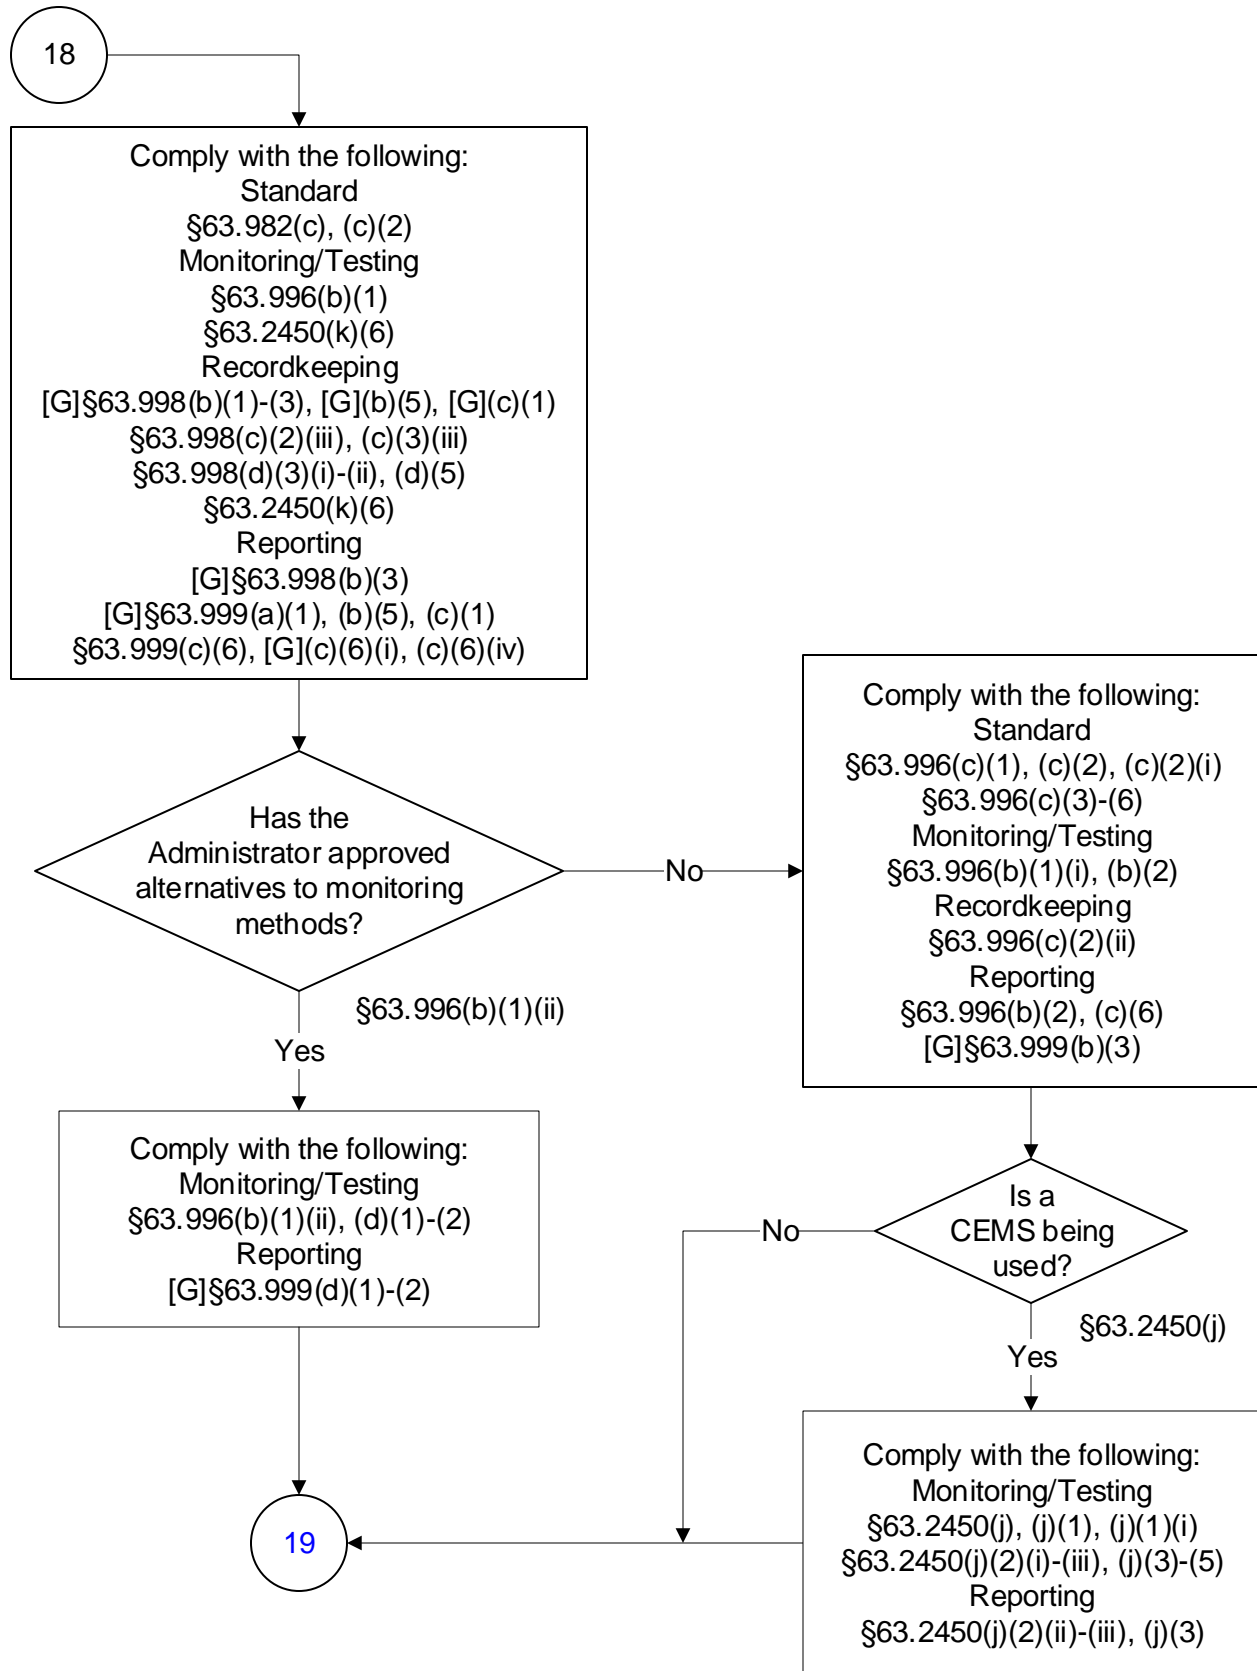 18
Comply with the following:
Standard
§63.982(c), (c)(2)
Monitoring/Testing
§63.996(b)(1)
§63.2450(k)(6)
Recordkeeping
[G]§63.998(b)(1)-(3), [G](b)(5), [G](c)(1)
§63.998(c)(2)(iii), (c)(3)(iii)
§63.998(d)(3)(i)-(ii), (d)(5)
§63.2450(k)(6)
Reporting
[G]§63.998(b)(3)
[G]§63.999(a)(1), (b)(5), (c)(1)
§63.999(c)(6), [G](c)(6)(i), (c)(6)(iv)
Has the
Administrator approved
alternatives to monitoring
methods?
No
§63.996(b)(1)(ii)
Yes
Comply with the following:
Monitoring/Testing
§63.996(b)(1)(ii), (d)(1)-(2)
Reporting
[G]§63.999(d)(1)-(2)
Comply with the following:
Standard
§63.996(c)(1), (c)(2), (c)(2)(i)
§63.996(c)(3)-(6)
Monitoring/Testing
§63.996(b)(1)(i), (b)(2)
Recordkeeping
§63.996(c)(2)(ii)
Reporting
§63.996(b)(2), (c)(6)
[G]§63.999(b)(3)
Is a
CEMS being
used?
No
§63.2450(j)
Yes
Comply with the following:
Monitoring/Testing
§63.2450(j), (j)(1), (j)(1)(i)
§63.2450(j)(2)(i)-(iii), (j)(3)-(5)
Reporting
§63.2450(j)(2)(ii)-(iii), (j)(3)
19